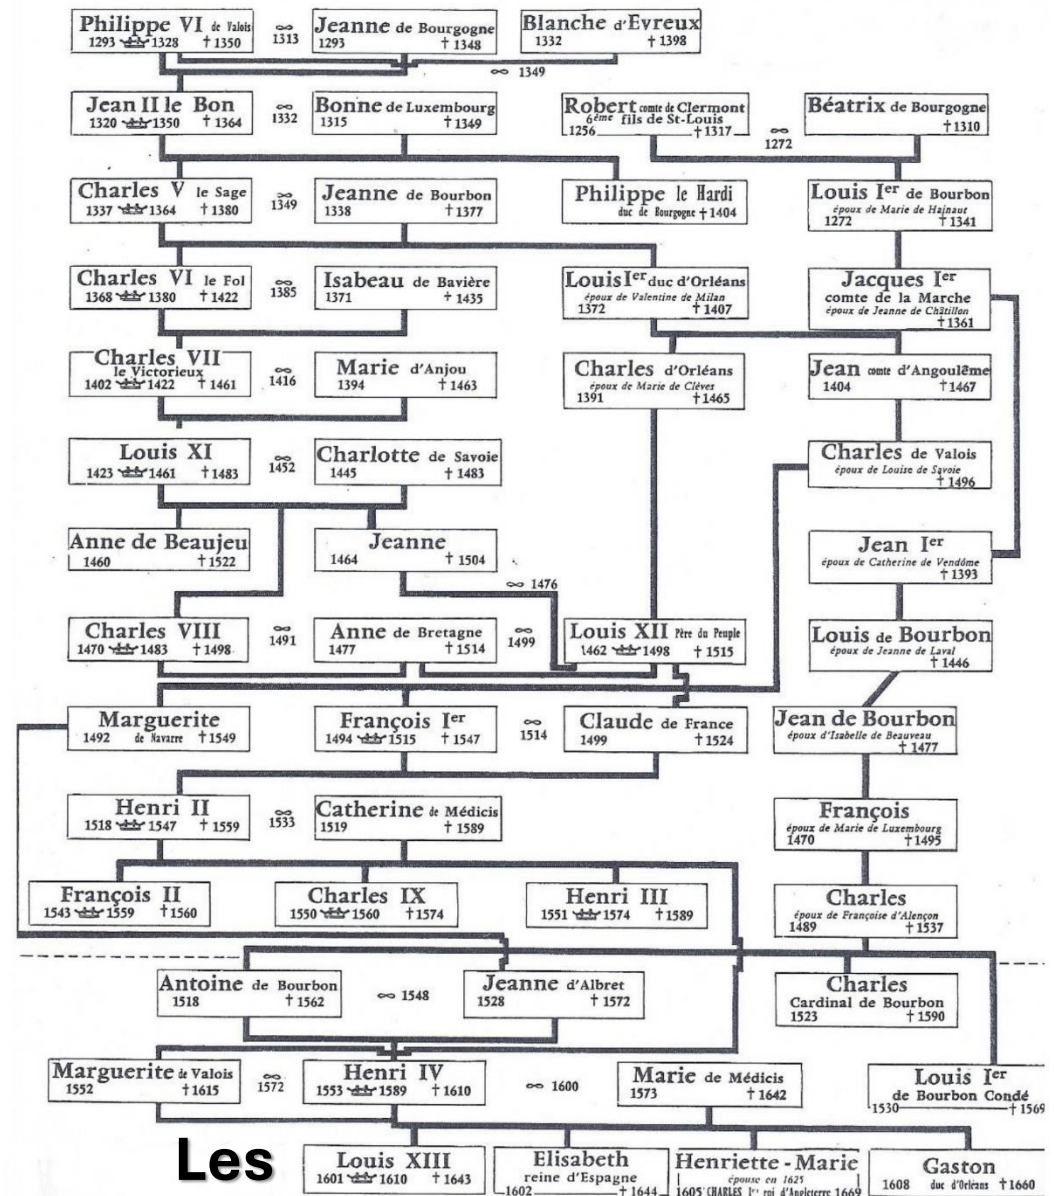 Philippe VI de Valois
1293 1328 † 1350
∞
1313
Jeanne de Bourgogne
1293 † 1348
Blanche d'Evreux
1332 † 1398
∞ 1349
Jean II le Bon
1320 1350 † 1364
∞
1332
Bonne de Luxembourg
1315 † 1349
Robert comte de Clermont
6ème fils de St-Louis
1256 † 1317
∞
1272
Béatrix de Bourgogne
† 1310
Charles V le Sage
1337 1364 † 1380
∞
1349
Jeanne de Bourbon
1338 † 1377
Philippe le Hardi
duc de Bourgogne † 1404
Louis Ier de Bourbon
époux de Marie de Hainaut
1272 † 1341
Charles VI le Fol
1368 1380 † 1422
∞
1385
Isabeau de Bavière
1371 † 1435
Louis Ier duc d'Orléans
époux de Valentine de Milan
1372 † 1407
Jacques Ier
comte de la Marche
époux de Jeanne de Châtillon
† 1361
Charles VII
le Victorieux
1402 1422 † 1461
∞
1416
Marie d'Anjou
1394 † 1463
Charles d'Orléans
époux de Marie de Clèves
1391 † 1465
Jean comte d'Angoulême
1404 † 1467
Louis XI
1423 1461 † 1483
∞
1452
Charlotte de Savoie
1445 † 1483
Charles de Valois
époux de Louise de Savoie
† 1496
Anne de Beaujeu
1460 † 1522
Jeanne
1464 † 1504
∞ 1476
Jean Ier
époux de Catherine de Vendôme
† 1393
Charles VIII
1470 1483 † 1498
∞
1491
Anne de Bretagne
1477 † 1514
∞
1499
Louis XII Père du Peuple
1462 1498 † 1515
Louis de Bourbon
époux de Jeanne de Laval
† 1446
Marguerite
de Navarre
1492 † 1549
François Ier
1494 1515 † 1547
∞
1514
Claude de France
1499 † 1524
Jean de Bourbon
époux d'Isabelle de Beauveau
† 1477
Henri II
1518 1547 † 1559
∞
1533
Catherine de Médicis
1519 † 1589
François
époux de Marie de Luxembourg
1470 † 1495
François II
1543 1559 † 1560
Charles IX
1550 1560 † 1574
Henri III
1551 1574 † 1589
Charles
époux de Françoise d'Alençon
1489 † 1537
Antoine de Bourbon
1518 † 1562
∞ 1548
Jeanne d'Albret
1528 † 1572
Charles
Cardinal de Bourbon
1523 † 1590
Marguerite de Valois
1552 † 1615
∞
1572
Henri IV
1553 1589 † 1610
∞ 1600
Marie de Médicis
1573 † 1642
Louis Ier
de Bourbon Condé
1530 † 1569
Les
Louis XIII
1601 1610 † 1643
Elisabeth
reine d'Espagne
1602 † 1644
Henriette-Marie
épouse en 1625
1605 CHARLES Ier roi d'Angleterre 1669
Gaston
1608 duc d'Orléans † 1660